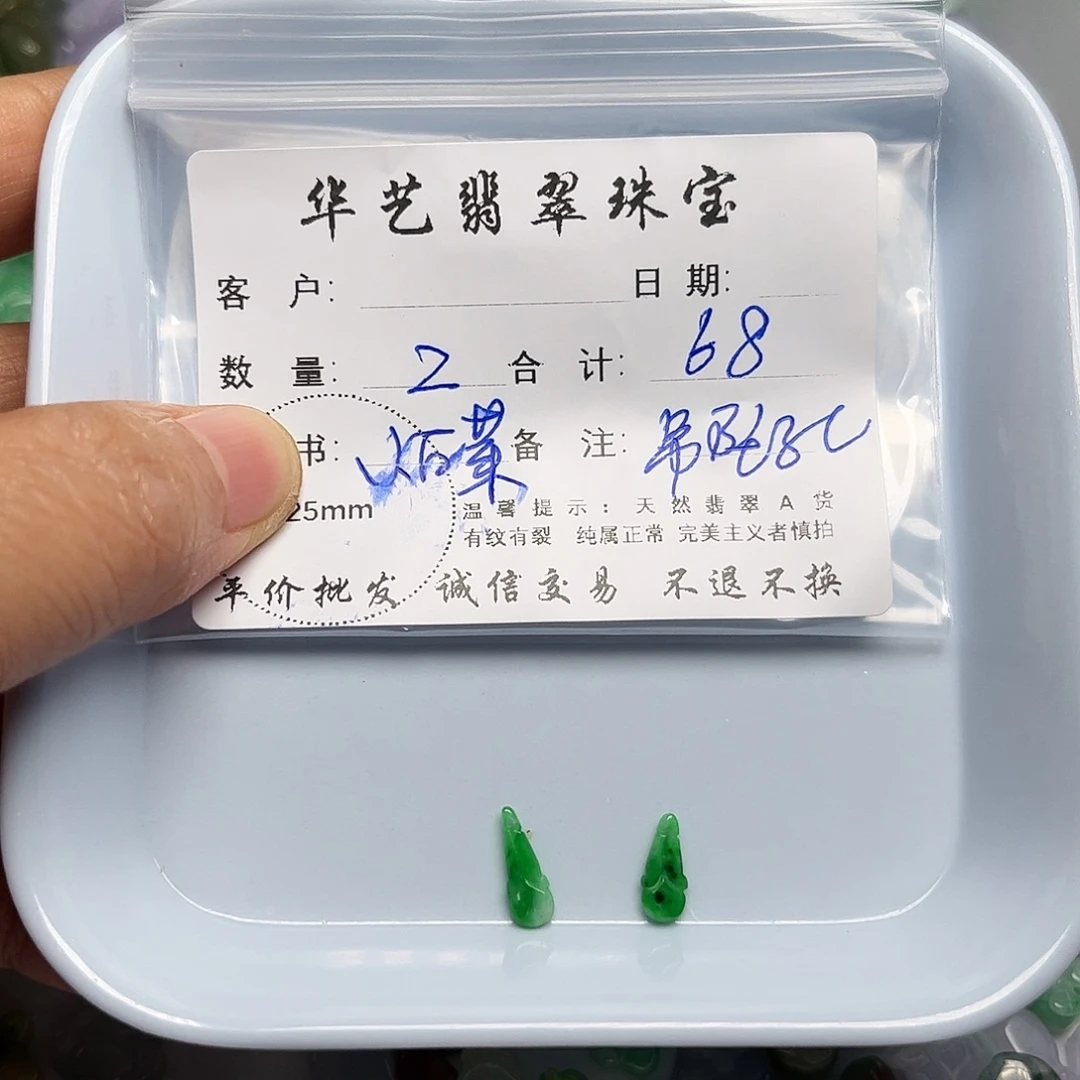 华艺翡翠珠宝
客 户： 日 期：
数 量： 2 合 计： 68
书： 备 注：
25mm 温馨提示：天然翡翠A货
有纹有裂 纯属正常 完美主义者慎拍
平价批发 诚信交易 不退不换